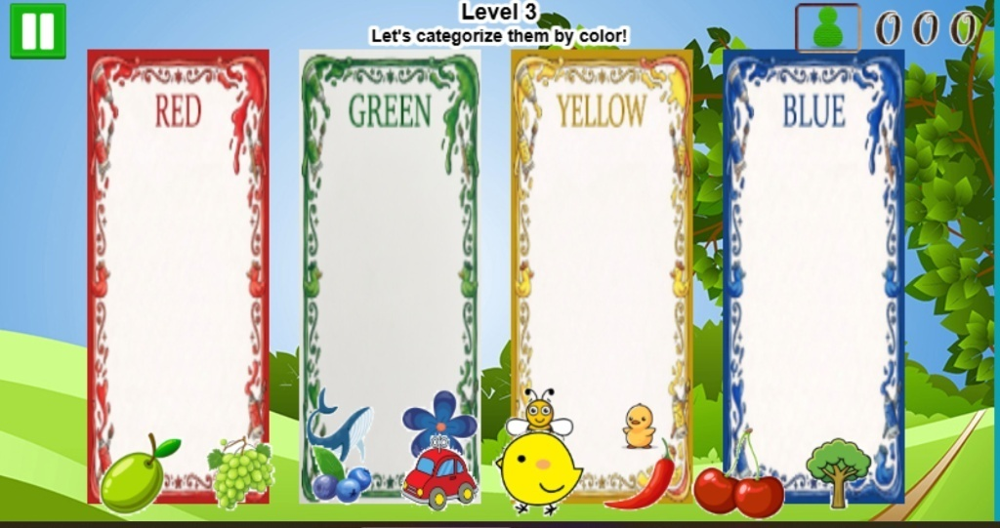 Level 3
Let's categorize them by color!
000
RED
GREEN
YELLOW
BLUE